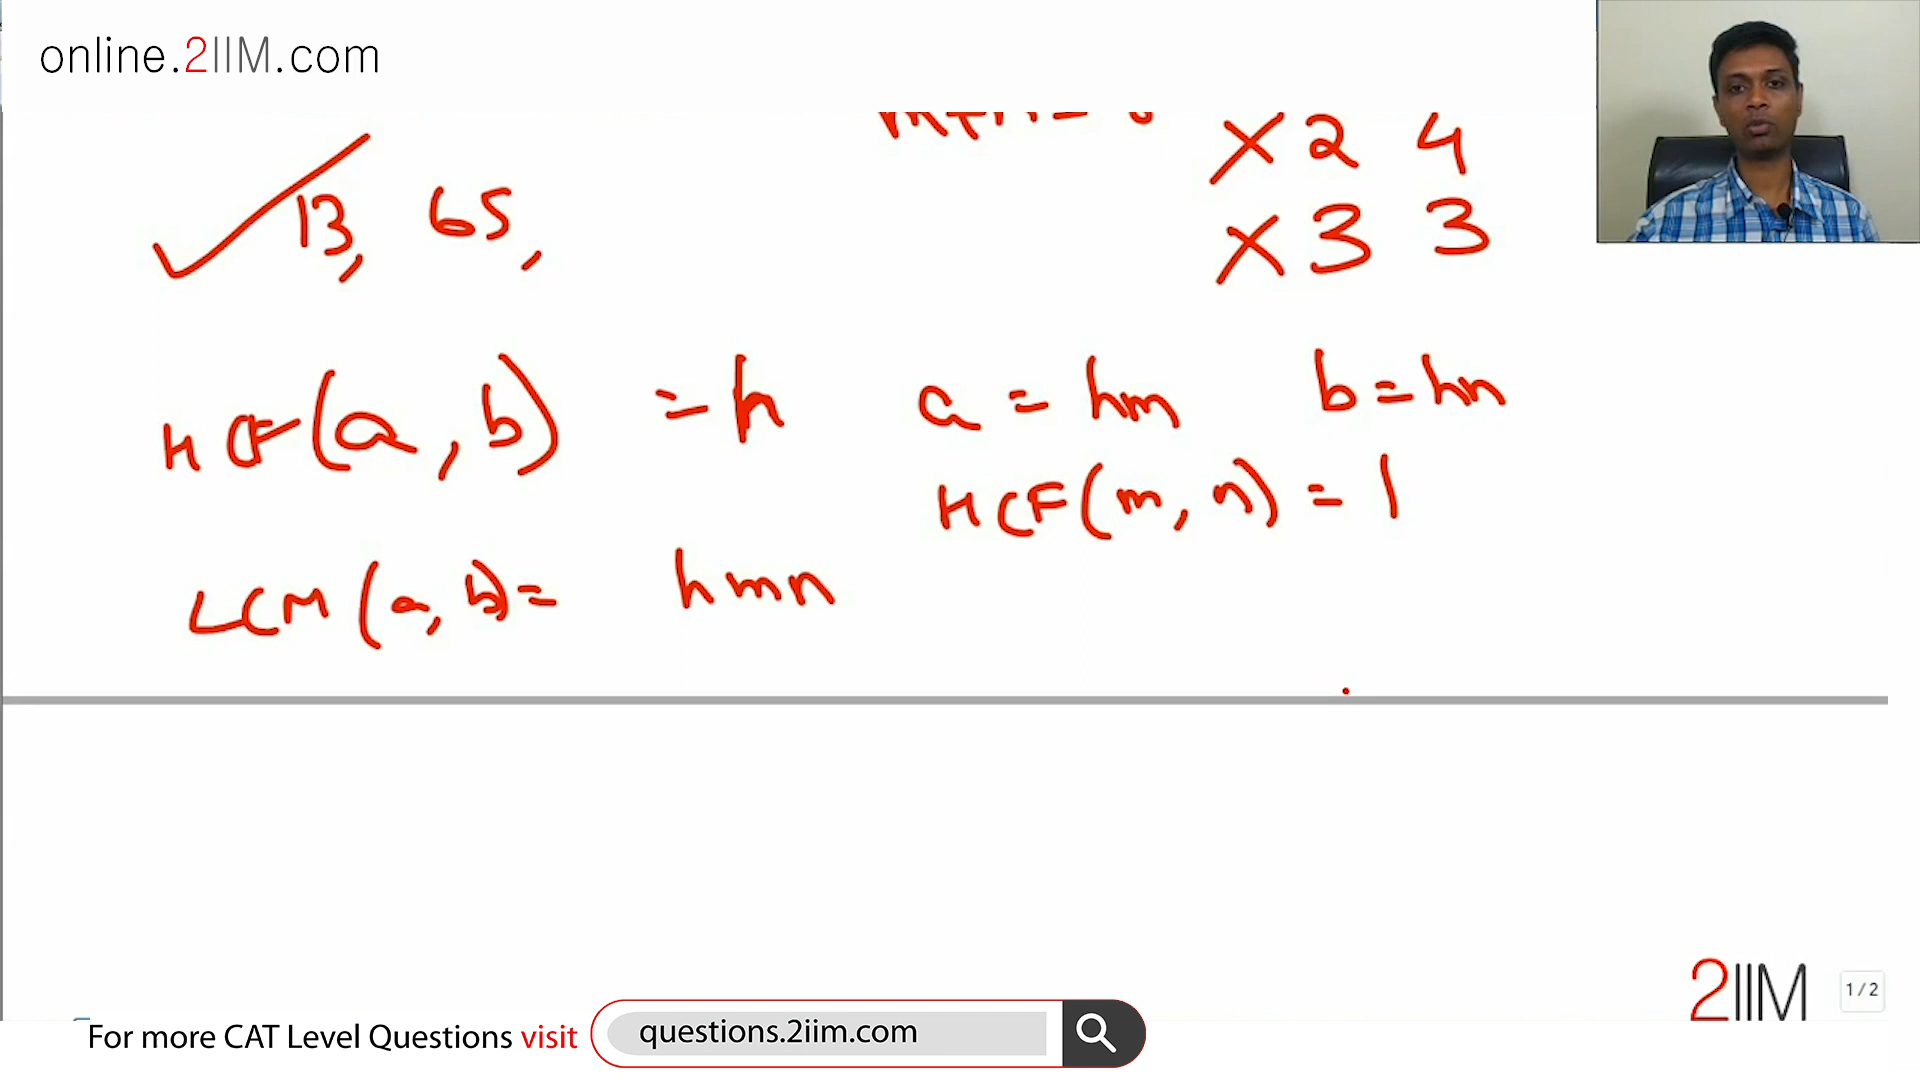 online.2IIM.com
X 2 4
13, 65,
X 3 3
HCF(a, b) = h a = hm b = hn
HCF(m, n) = 1
LCM(a, b) = hmn
2IIM 1 / 2
For more CAT Level Questions visit questions.2iim.com